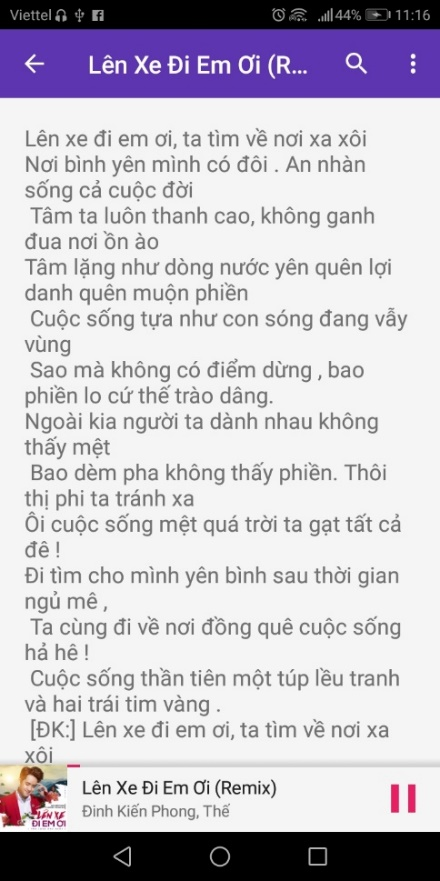 Viettel 44% 11:16
Lên Xe Đi Em Ơi (R...
Lên xe đi em ơi, ta tìm về nơi xa xôi
Nơi bình yên mình có đôi . An nhàn
sống cả cuộc đời
Tâm ta luôn thanh cao, không ganh
đua nơi ồn ào
Tâm lặng như dòng nước yên quên lợi
danh quên muộn phiền
Cuộc sống tựa như con sóng đang vẫy
vùng
Sao mà không có điểm dừng , bao
phiền lo cứ thế trào dâng.
Ngoài kia người ta dành nhau không
thấy mệt
Bao dèm pha không thấy phiền. Thôi
thị phi ta tránh xa
Ôi cuộc sống mệt quá trời ta gạt tất cả
đê !
Đi tìm cho mình yên bình sau thời gian
ngủ mê ,
Ta cùng đi về nơi đồng quê cuộc sống
hả hê !
Cuộc sống thần tiên một túp lều tranh
và hai trái tim vàng .
[ĐK:] Lên xe đi em ơi, ta tìm về nơi xa
xôi
LÊN XE
ĐI EM ƠI
Lên Xe Đi Em Ơi (Remix)
Đinh Kiến Phong, Thế